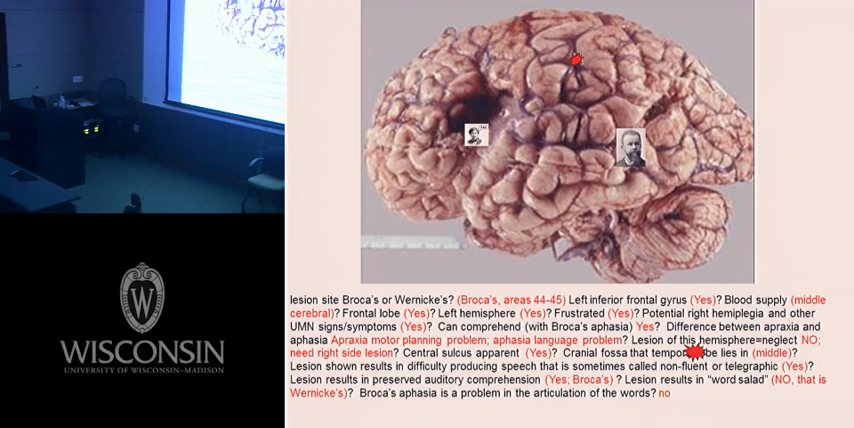 lesion site Broca's or Wernicke's? (Broca's, areas 44-45) Left inferior frontal gyrus (Yes)? Blood supply (middle
cerebral)? Frontal lobe (Yes)? Left hemisphere (Yes)? Frustrated (Yes)? Potential right hemiplegia and other
UMN signs/symptoms (Yes)? Can comprehend (with Broca's aphasia) Yes? Difference between apraxia and
aphasia Apraxia motor planning problem; aphasia language problem? Lesion of this hemisphere=neglect NO;
need right side lesion? Central sulcus apparent (Yes)? Cranial fossa that lies in (middle)?
Lesion shown results in difficulty producing speech that is sometimes called non-fluent or telegraphic (Yes)?
Lesion results in preserved auditory comprehension (Yes; Broca's) ? Lesion results in "word salad" (NO, that is
Wernicke's)? Broca's aphasia is a problem in the articulation of the words? no
W
WISCONSIN
UNIVERSITY OF WISCONSIN–MADISON